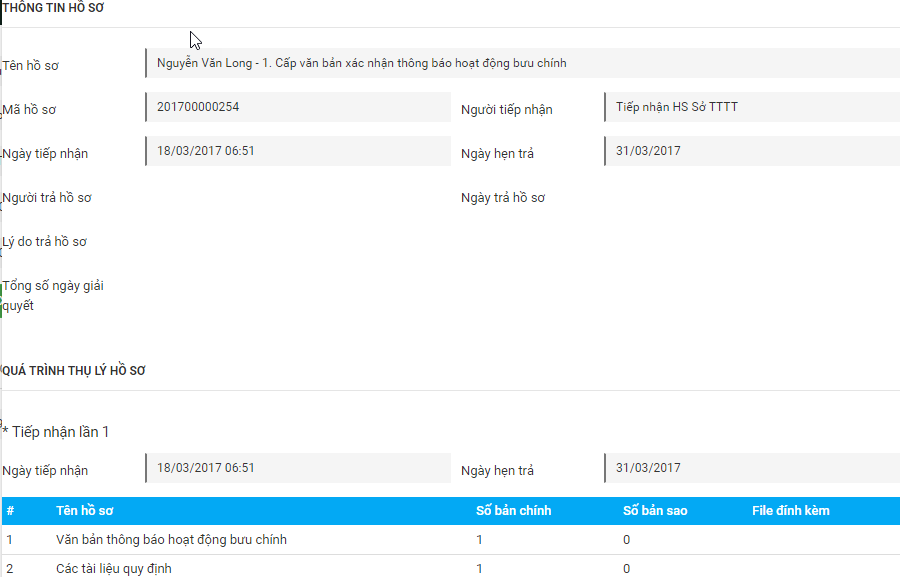 THÔNG TIN HỒ SƠ
Tên hồ sơ Nguyễn Văn Long - 1. Cấp văn bản xác nhận thông báo hoạt động bưu chính
Mã hồ sơ 201700000254 Người tiếp nhận Tiếp nhận HS Sở TTTT
Ngày tiếp nhận 18/03/2017 06:51 Ngày hẹn trả 31/03/2017
Người trả hồ sơ Ngày trả hồ sơ
Lý do trả hồ sơ
Tổng số ngày giải
quyết
QUÁ TRÌNH THỤ LÝ HỒ SƠ
* Tiếp nhận lần 1
Ngày tiếp nhận 18/03/2017 06:51 Ngày hẹn trả 31/03/2017
# Tên hồ sơ Số bản chính Số bản sao File đính kèm
1 Văn bản thông báo hoạt động bưu chính 1 0
2 Các tài liệu quy định 1 0